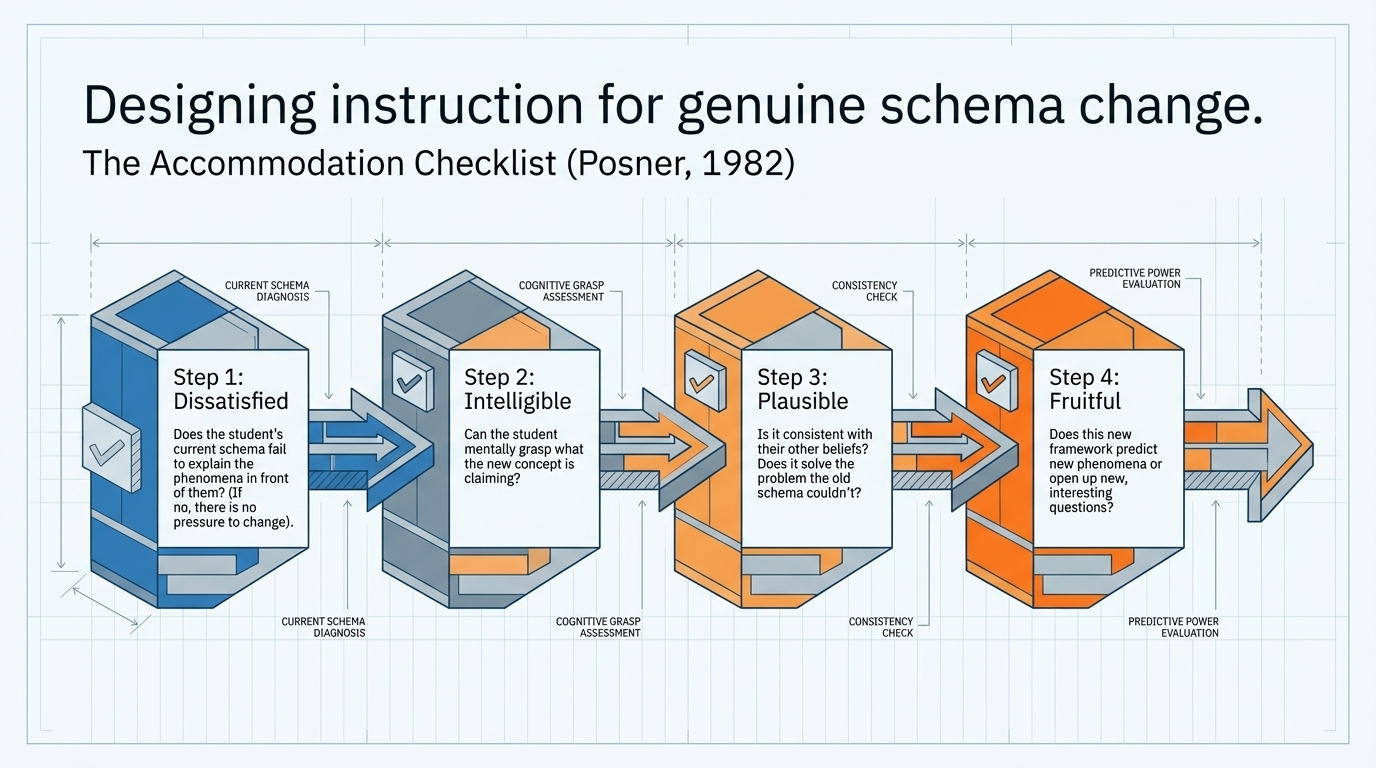 Designing instruction for genuine schema change.
The Accommodation Checklist (Posner, 1982)
CURRENT SCHEMA
DIAGNOSIS
COGNITIVE GRASP
ASSESSMENT
CONSISTENCY
CHECK
PREDICTIVE POWER
EVALUATION
Step 1:
Dissatisfied
Does the student's
current schema fail
to explain the
phenomena in front
of them? (If
no, there is no
pressure to change).
Step 2:
Intelligible
Can the student
mentally grasp what
the new concept is
claiming?
Step 3:
Plausible
Is it consistent with
their other beliefs?
Does it solve the
problem the old
schema couldn't?
Step 4:
Fruitful
Does this new
framework predict
new phenomena or
open up new,
interesting
questions?
CURRENT SCHEMA
DIAGNOSIS
COGNITIVE GRASP
ASSESSMENT
CONSISTENCY
CHECK
PREDICTIVE POWER
EVALUATION